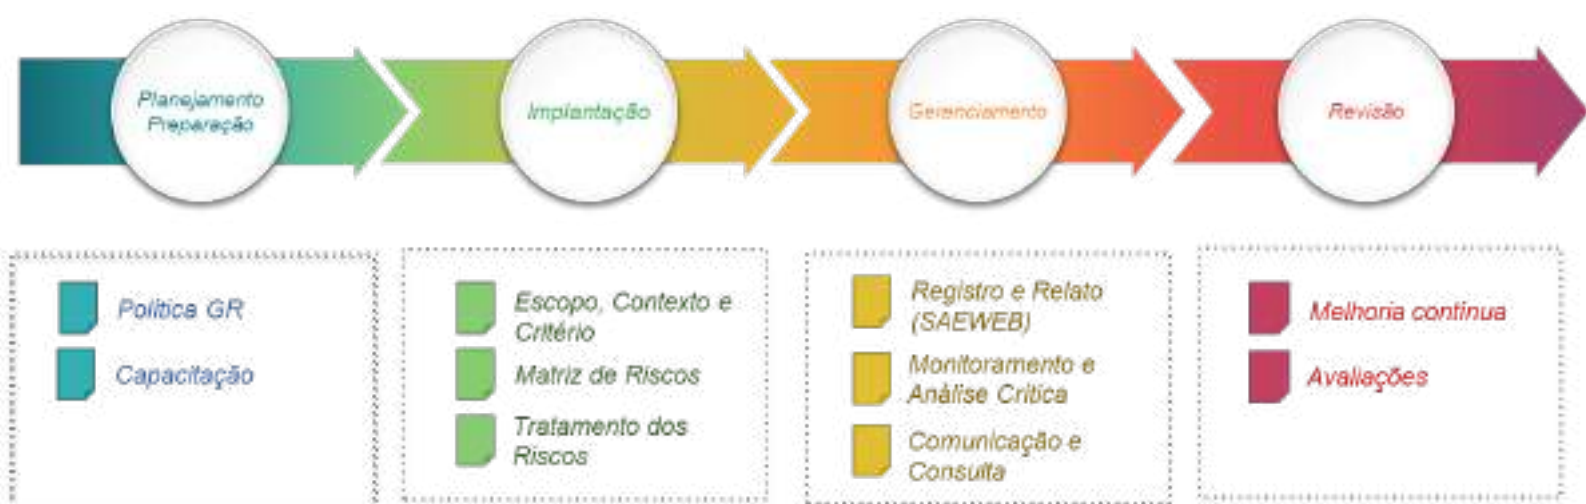 Planejamento
Preparação
Implantação
Gerenciamento
Revisão
Política GR
Capacitação
Escopo, Contexto e
Critério
Matriz de Riscos
Tratamento dos
Riscos
Registro e Relato
(SAEWEB)
Monitoramento e
Análise Crítica
Comunicação e
Consulta
Melhoria contínua
Avaliações